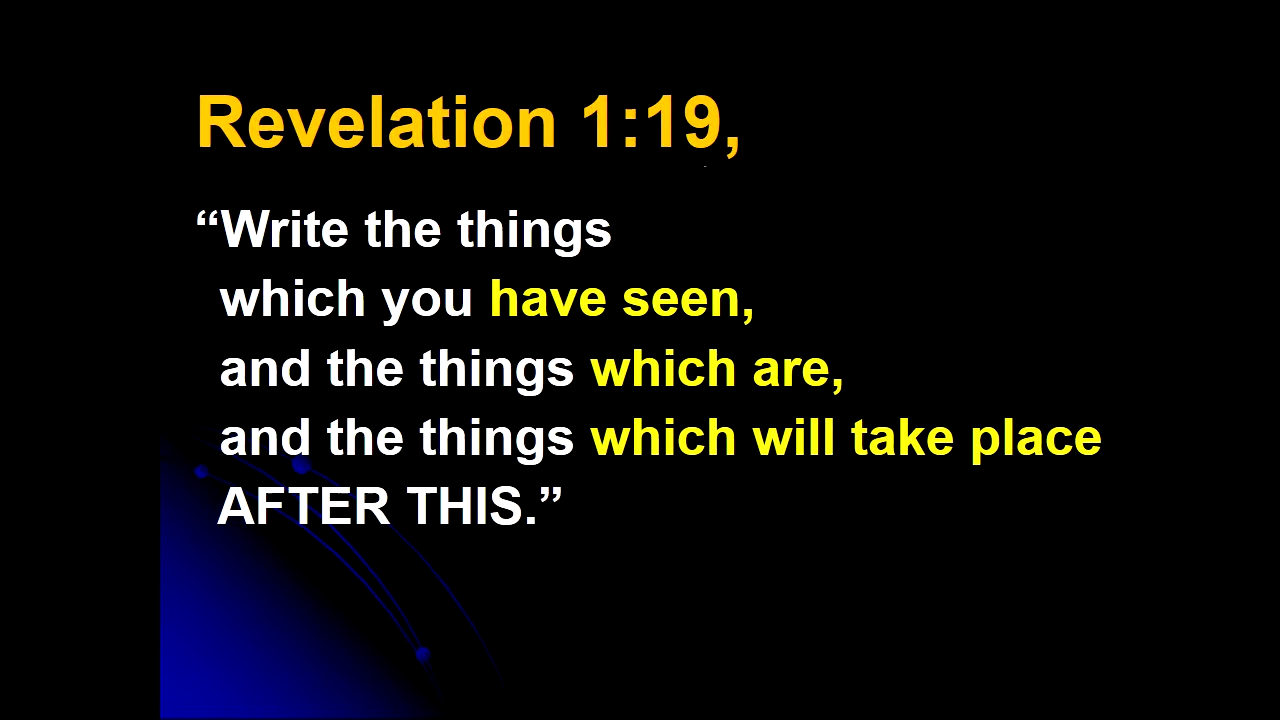 Revelation 1:19,
“Write the things
which you have seen,
and the things which are,
and the things which will take place
AFTER THIS.”